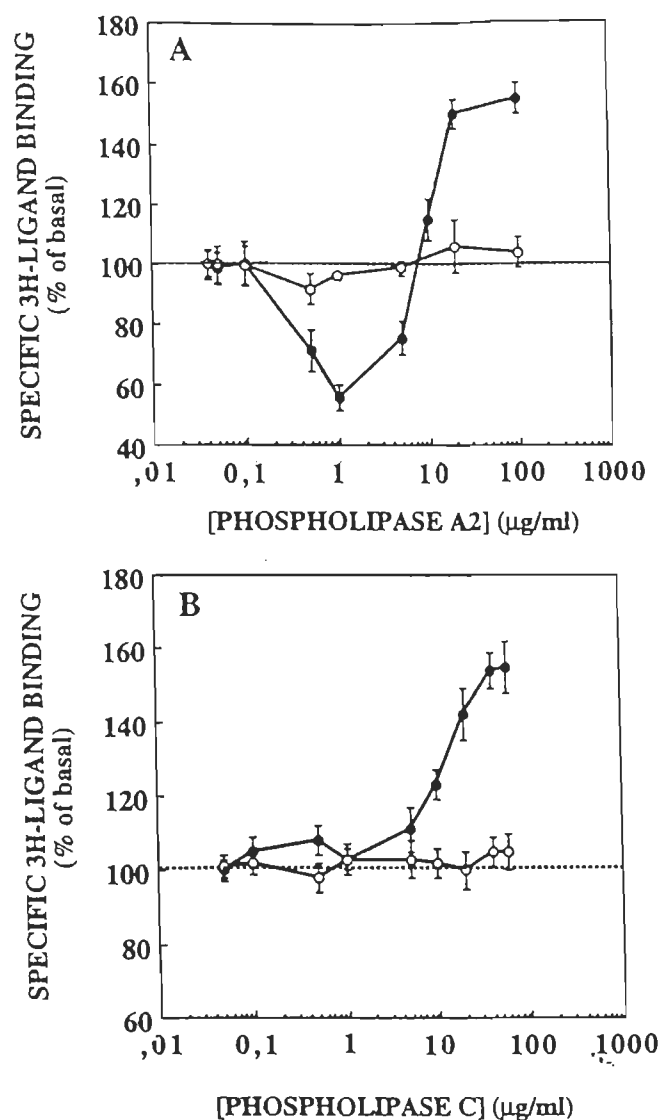 A
SPECIFIC 3H-LIGAND BINDING
(% of basal)
180
160
140
120
100
80
60
40
,01 0,1 1 10 100 1000
[PHOSPHOLIPASE A2] (μg/ml)
B
SPECIFIC 3H-LIGAND BINDING
(% of basal)
180
160
140
120
100
80
60
,01 0,1 1 10 100 1000
[PHOSPHOLIPASE C] (μg/ml)